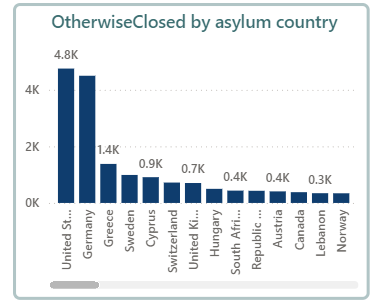 OtherwiseClosed by asylum country
4.8K
4K
1.4K
2K
0.9K
0.7K
0.4K
0.4K
0.3K
0K
United St...
Germany
Greece
Sweden
Cyprus
Switzerland
United Ki...
Hungary
South Afri...
Republic ...
Austria
Canada
Lebanon
Norway